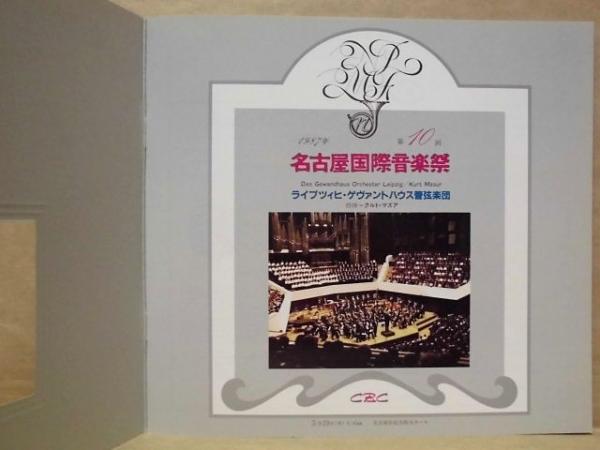 1987年 第10回
名古屋国際音楽祭
Das Gewandhaus Orchester Leipzig / Kurt Masur
ライプツィヒ・ゲヴァントハウス管弦楽団
指揮=クルト・マズア
CBC